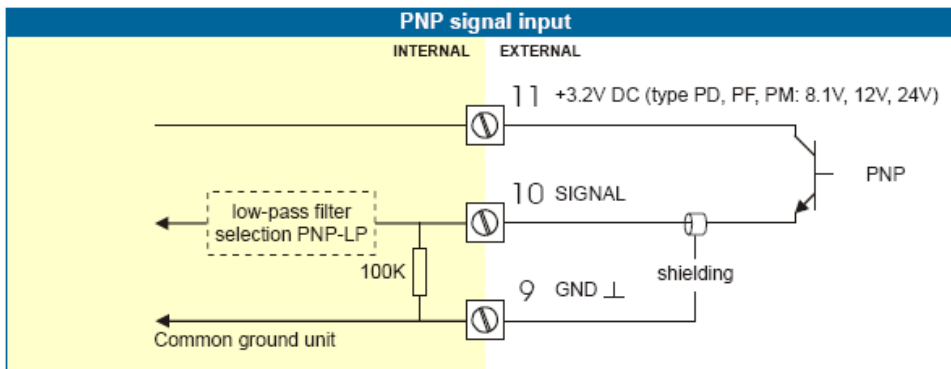 PNP signal input
INTERNAL EXTERNAL
11 +3.2V DC (type PD, PF, PM: 8.1V, 12V, 24V)
PNP
10 SIGNAL
low-pass filter
selection PNP-LP
100K
shielding
9 GND ⊥
Common ground unit